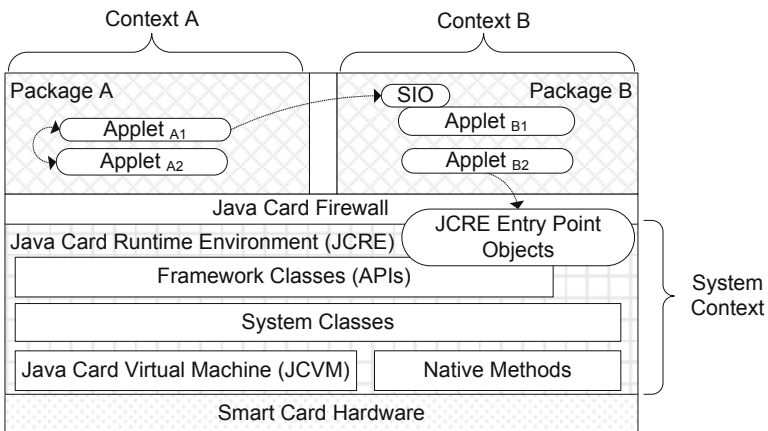 Context A
Context B
Package A
SIO
Package B
Applet A1
Applet B1
Applet A2
Applet B2
Java Card Firewall
JCRE Entry Point
Objects
Java Card Runtime Environment (JCRE)
Framework Classes (APIs)
System
Context
System Classes
Java Card Virtual Machine (JCVM)
Native Methods
Smart Card Hardware